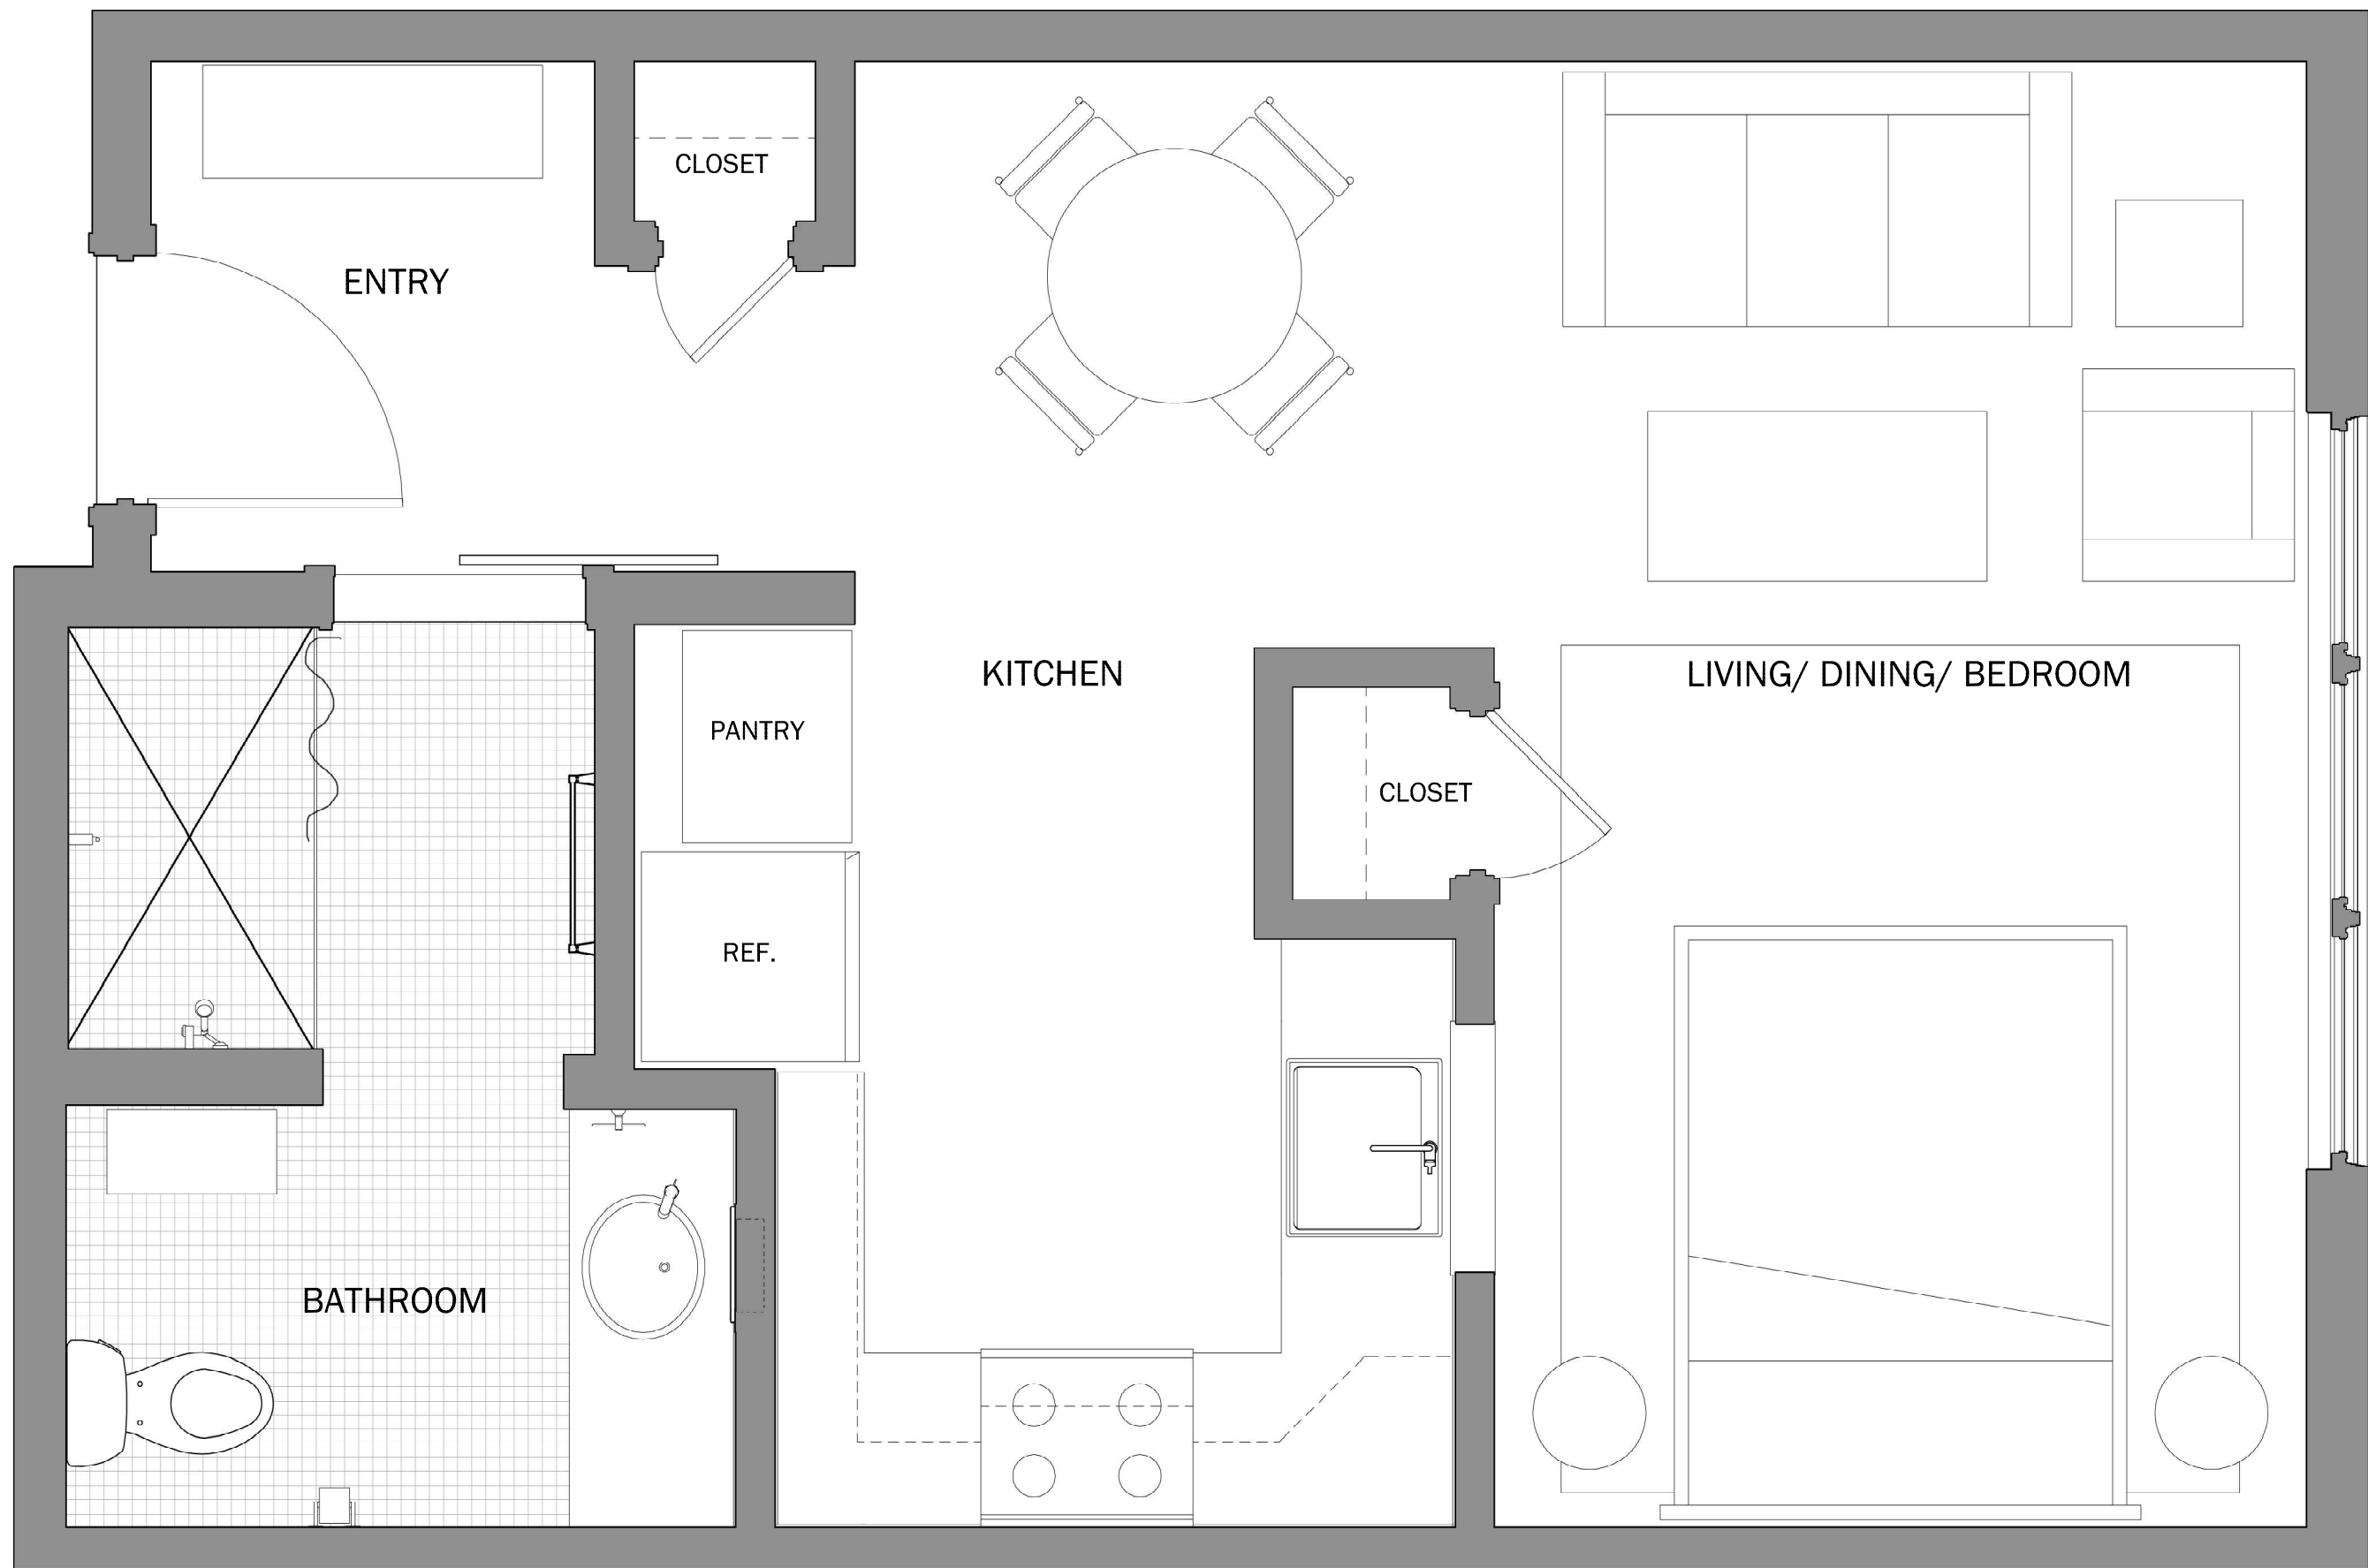 CLOSET
ENTRY
KITCHEN
LIVING/ DINING/ BEDROOM
PANTRY
CLOSET
REF.
BATHROOM